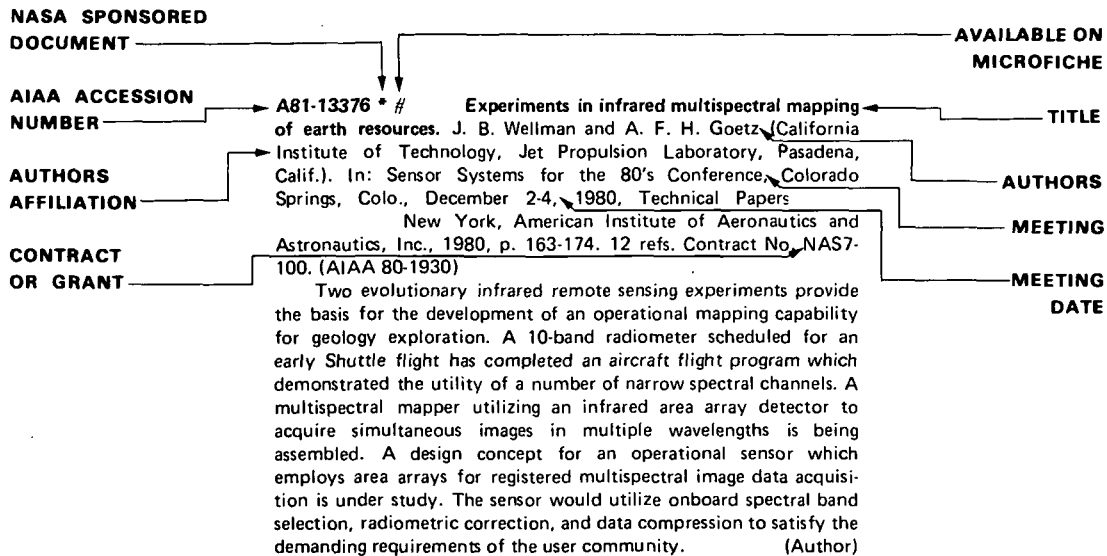 NASA SPONSORED
DOCUMENT
AVAILABLE ON
MICROFICHE
AIAA ACCESSION
NUMBER
A81-13376 * # Experiments in infrared multispectral mapping
TITLE
of earth resources. J. B. Wellman and A. F. H. Goetz (California
Institute of Technology, Jet Propulsion Laboratory, Pasadena,
AUTHORS
AFFILIATION
Calif.). In: Sensor Systems for the 80's Conference, Colorado
AUTHORS
Springs, Colo., December 2-4, 1980, Technical Papers
New York, American Institute of Aeronautics and
MEETING
Astronautics, Inc., 1980, p. 163-174. 12 refs. Contract No. NAS7-
100. (AIAA 80-1930)
CONTRACT
OR GRANT
MEETING
DATE
Two evolutionary infrared remote sensing experiments provide
the basis for the development of an operational mapping capability
for geology exploration. A 10-band radiometer scheduled for an
early Shuttle flight has completed an aircraft flight program which
demonstrated the utility of a number of narrow spectral channels. A
multispectral mapper utilizing an infrared area array detector to
acquire simultaneous images in multiple wavelengths is being
assembled. A design concept for an operational sensor which
employs area arrays for registered multispectral image data acquisi-
tion is under study. The sensor would utilize onboard spectral band
selection, radiometric correction, and data compression to satisfy the
demanding requirements of the user community. (Author)